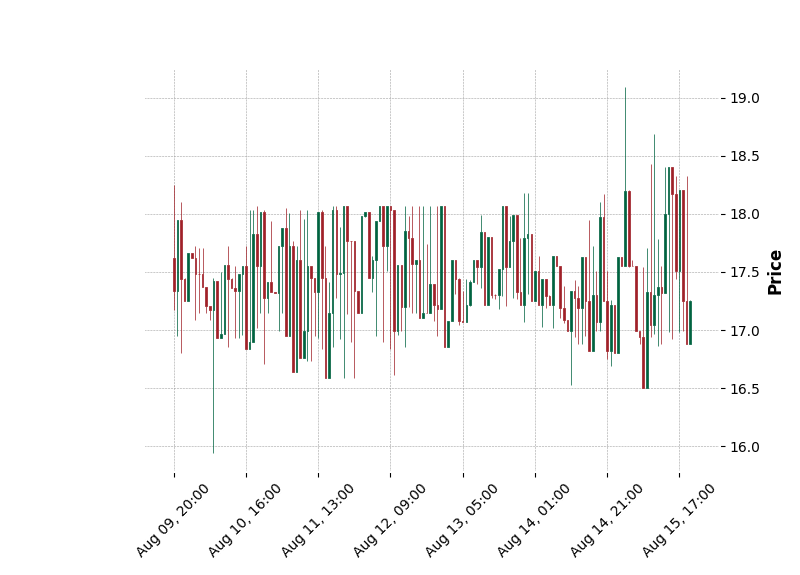 19.0
18.5
18.0
17.5
17.0
16.5
16.0
Price
Aug 09, 20:00
Aug 10, 16:00
Aug 11, 13:00
Aug 12, 09:00
Aug 13, 05:00
Aug 14, 01:00
Aug 14, 21:00
Aug 15, 17:00